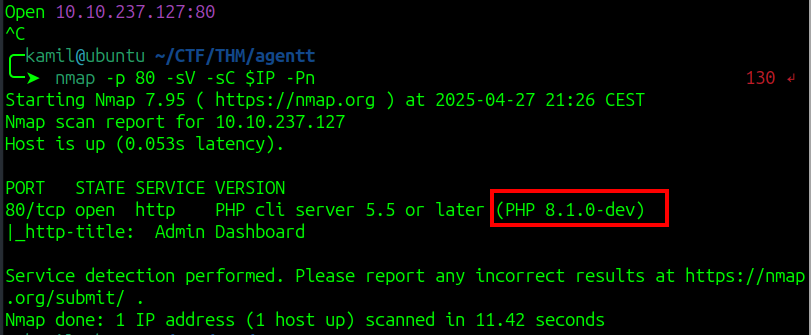 Open 10.10.237.127:80
^C
kamil@ubuntu ~/CTF/THM/agentt
nmap -p 80 -sV -sC $IP -Pn 130 ↲
Starting Nmap 7.95 ( https://nmap.org ) at 2025-04-27 21:26 CEST
Nmap scan report for 10.10.237.127
Host is up (0.053s latency).
PORT   STATE SERVICE VERSION
80/tcp open  http    PHP cli server 5.5 or later (PHP 8.1.0-dev)
|_http-title:  Admin Dashboard
Service detection performed. Please report any incorrect results at https://nmap
.org/submit/ .
Nmap done: 1 IP address (1 host up) scanned in 11.42 seconds